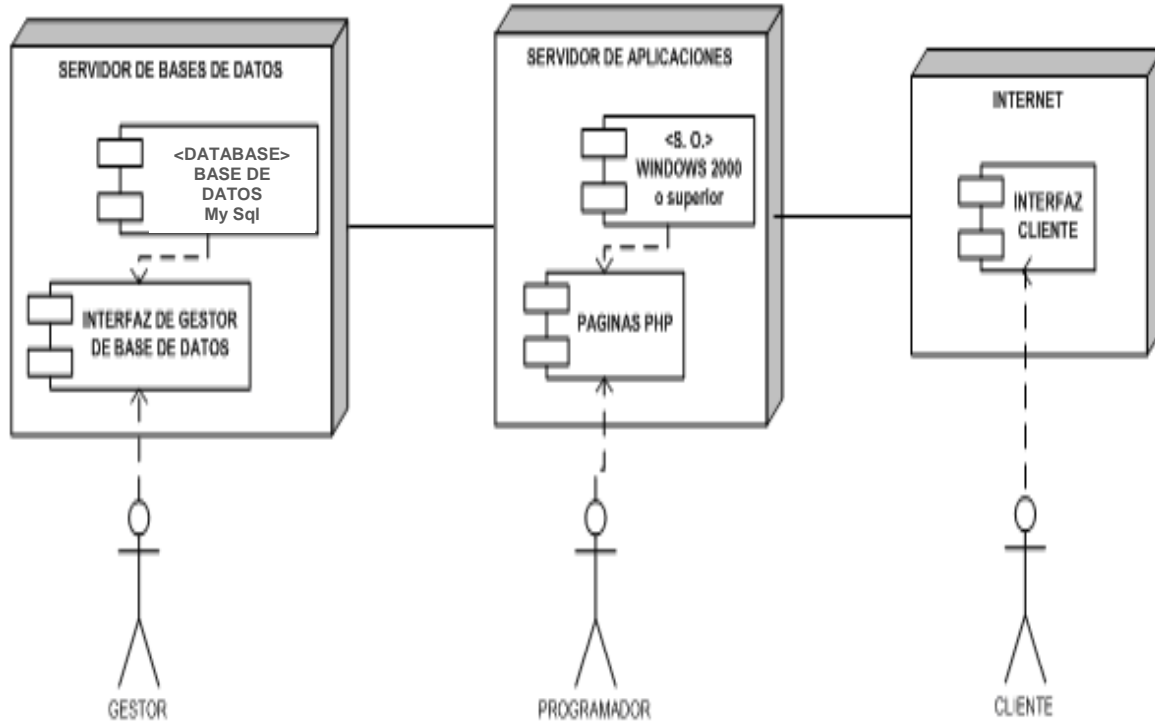 SERVIDOR DE BASES DE DATOS
<DATABASE>
BASE DE
DATOS
My Sql
INTERFAZ DE GESTOR
DE BASE DE DATOS
GESTOR
SERVIDOR DE APLICACIONES
<S. O.>
WINDOWS 2000
o superior
PAGINAS PHP
PROGRAMADOR
INTERNET
INTERFAZ
CLIENTE
CLIENTE